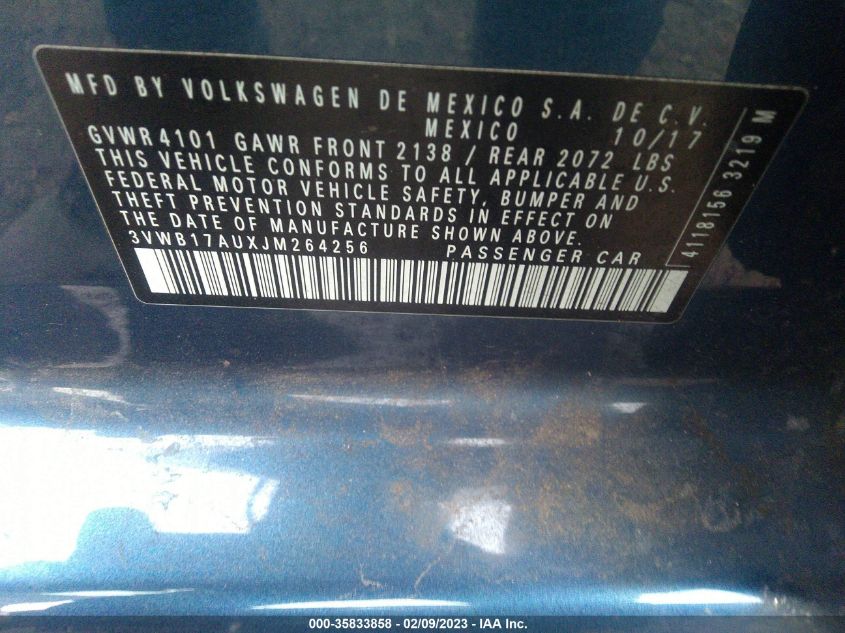 MFD BY VOLKSWAGEN DE MEXICO S.A. DE C.V.
MEXICO 10/17
GVWR4101 GAWR FRONT 2138 / REAR 2072 LBS
THIS VEHICLE CONFORMS TO ALL APPLICABLE U.S.
FEDERAL MOTOR VEHICLE SAFETY, BUMPER AND
THEFT PREVENTION STANDARDS IN EFFECT ON
THE DATE OF MANUFACTURE SHOWN ABOVE.
3VWB17AUXJM264256 PASSENGER CAR
4118156 3219 M
000-35833858 - 02/09/2023 - IAA Inc.